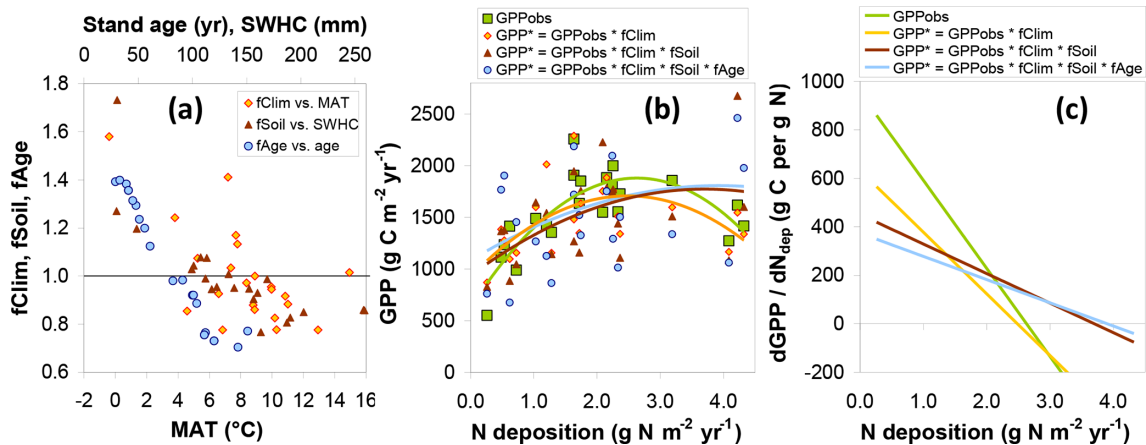 Stand age (yr), SWHC (mm)
0 50 100 150 200 250
fClim, fSoil, fAge
1.8
1.6
1.4
1.2
1.0
0.8
0.6
(a)
fClim vs. MAT
fSoil vs. SWHC
fAge vs. age
-2 0 2 4 6 8 10 12 14 16
MAT (°C)
GPPobs
GPP* = GPPobs * fClim
GPP* = GPPobs * fClim * fSoil
GPP* = GPPobs * fClim * fSoil * fAge
GPP (g C m-2 yr-1)
2500
2000
1500
1000
500
0
(b)
0.0 1.0 2.0 3.0 4.0
N deposition (g N m-2 yr-1)
GPPobs
GPP* = GPPobs * fClim
GPP* = GPPobs * fClim * fSoil
GPP* = GPPobs * fClim * fSoil * fAge
dGPP / dNdep (g C per g N)
1000
800
600
400
200
0
-200
(c)
0.0 1.0 2.0 3.0 4.0
N deposition (g N m-2 yr-1)